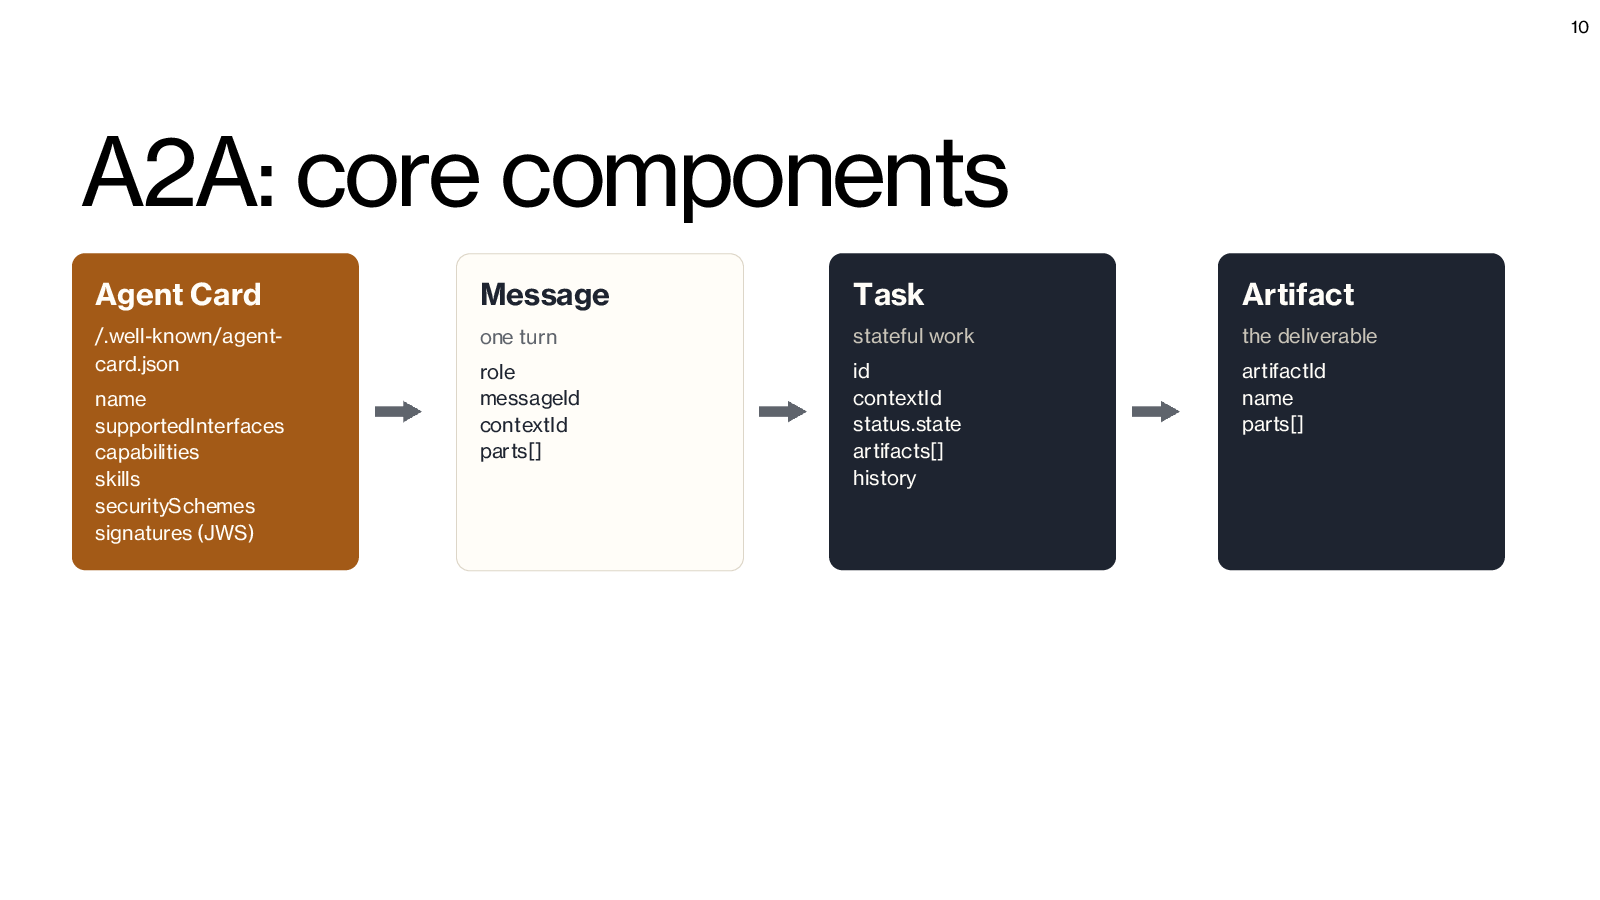 10
A2A: core components
Agent Card
/.well-known/agent-
card.json
name
supportedInterfaces
capabilities
skills
securitySchemes
signatures (JWS)
Message
one turn
role
messageId
contextId
parts[]
Task
stateful work
id
contextId
status.state
artifacts[]
history
Artifact
the deliverable
artifactId
name
parts[]